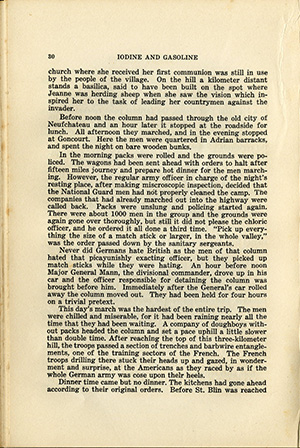 30 IODINE AND GASOLINE
church where she received her first communion was still in use
by the people of the village. On the hill a kilometer distant
stands a basilica, said to have been built on the spot where
Jeanne was herding sheep when she saw the vision which in-
spired her to the task of leading her countrymen against the
invader.
Before noon the column had passed through the old city of
Neufchateau and an hour later it stopped at the roadside for
lunch. All afternoon they marched, and in the evening stopped
at Goncourt. Here the men were quartered in Adrian barracks,
and spent the night on bare wooden bunks.
In the morning packs were rolled and the grounds were po-
liced. The wagons had been sent ahead with orders to halt after
fifteen miles journey and prepare hot dinner for the men march-
ing. However, the regular army officer in charge of the night's
resting place, after making microscopic inspection, decided that
the National Guard men had not properly cleaned the camp. The
companies that had already marched out into the highway were
called back. Packs were unslung and policing started again.
There were about 1000 men in the group and the grounds were
again gone over thoroughly, but still it did not please the choleric
officer, and he ordered it all done a third time. "Pick up every-
thing the size of a match stick or larger, in the whole valley,"
was the order passed down by the sanitary sergeants.
Never did Germans hate British as the men of that column
hated that picayunishly exacting officer, but they picked up
match sticks while they were hating. An hour before noon
Major General Mann, the divisional commander, drove up in his
car and the officer responsible for detaining the column was
brought before him. Immediately after the General's car rolled
away the column moved out. They had been held for four hours
on a trivial pretext.
This day's march was the hardest of the entire trip. The men
were chilled and miserable, for it had been raining nearly all the
time that they had been waiting. A company of doughboys with-
out packs headed the column and set a pace uphill a little slower
than double time. After reaching the top of this three-kilometer
hill, the troops passed a section of trenches and barbwire entangle-
ments, one of the training sectors of the French. The French
troops drilling there stuck their heads up and gazed, in wonder-
ment and surprise, at the Americans as they raced by as if the
whole German army was close upon their heels.
Dinner time came but no dinner. The kitchens had gone ahead
according to their original orders. Before St. Blin was reached